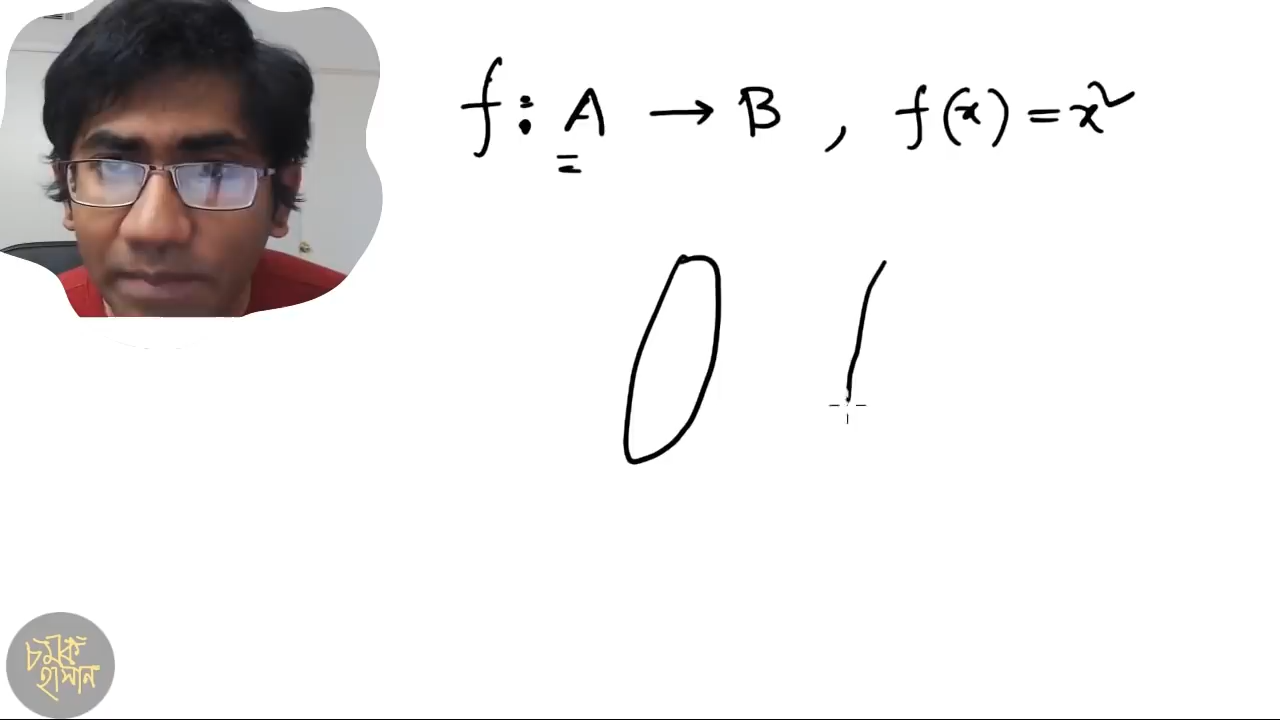 f : A → B , f(x) = x²
চমক
হাসান